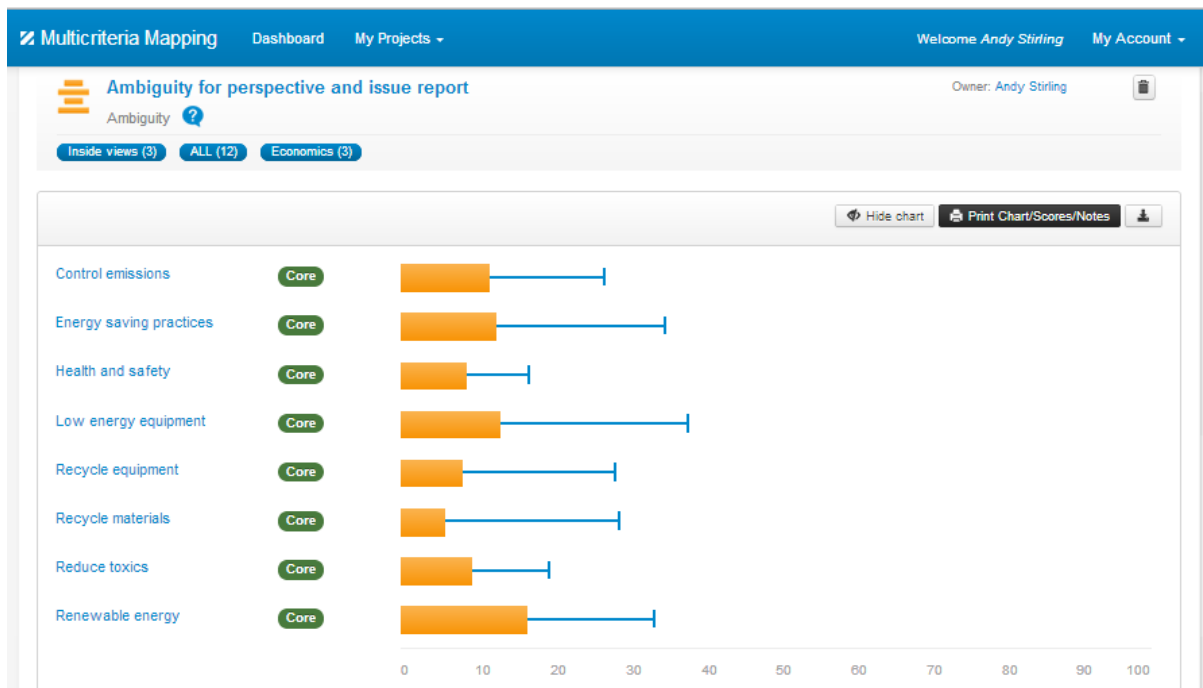 Multicriteria Mapping Dashboard My Projects Welcome Andy Stirling My Account
Ambiguity for perspective and issue report Owner: Andy Stirling
Ambiguity ?
Inside views (3) ALL (12) Economics (3)
Hide chart Print Chart/Scores/Notes
Control emissions Core
Energy saving practices Core
Health and safety Core
Low energy equipment Core
Recycle equipment Core
Recycle materials Core
Reduce toxics Core
Renewable energy Core
0 10 20 30 40 50 60 70 80 90 100